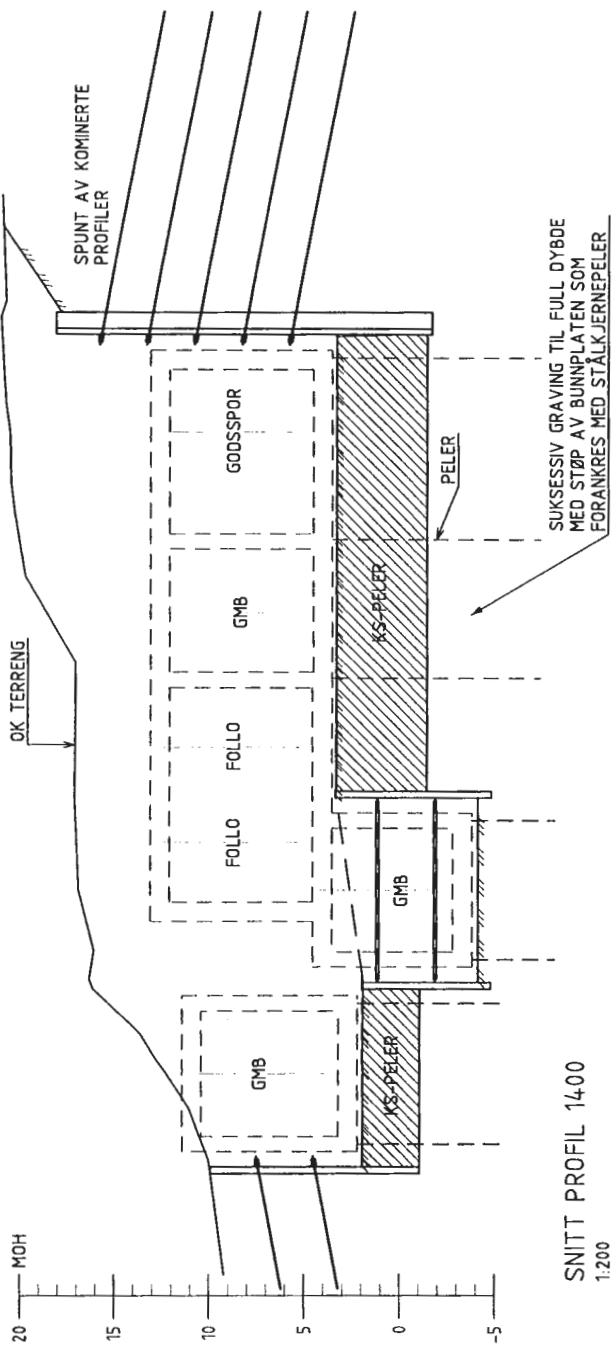 20
MOH
15
10
5
0
-5
OK TERRENG
SPUNT AV KOMINERTE
PROFILER
GMB
FOLLO
FOLLO
GMB
GODSSPOR
KS-PELER
GMB
KS-PELER
PELER
SUKSESSIV GRAVING TIL FULL DYBDE
MED STØP AV BUNNPLATEN SOM
FORANKRES MED STÅLKJERNEPELER
SNITT PROFIL 1400
1:200